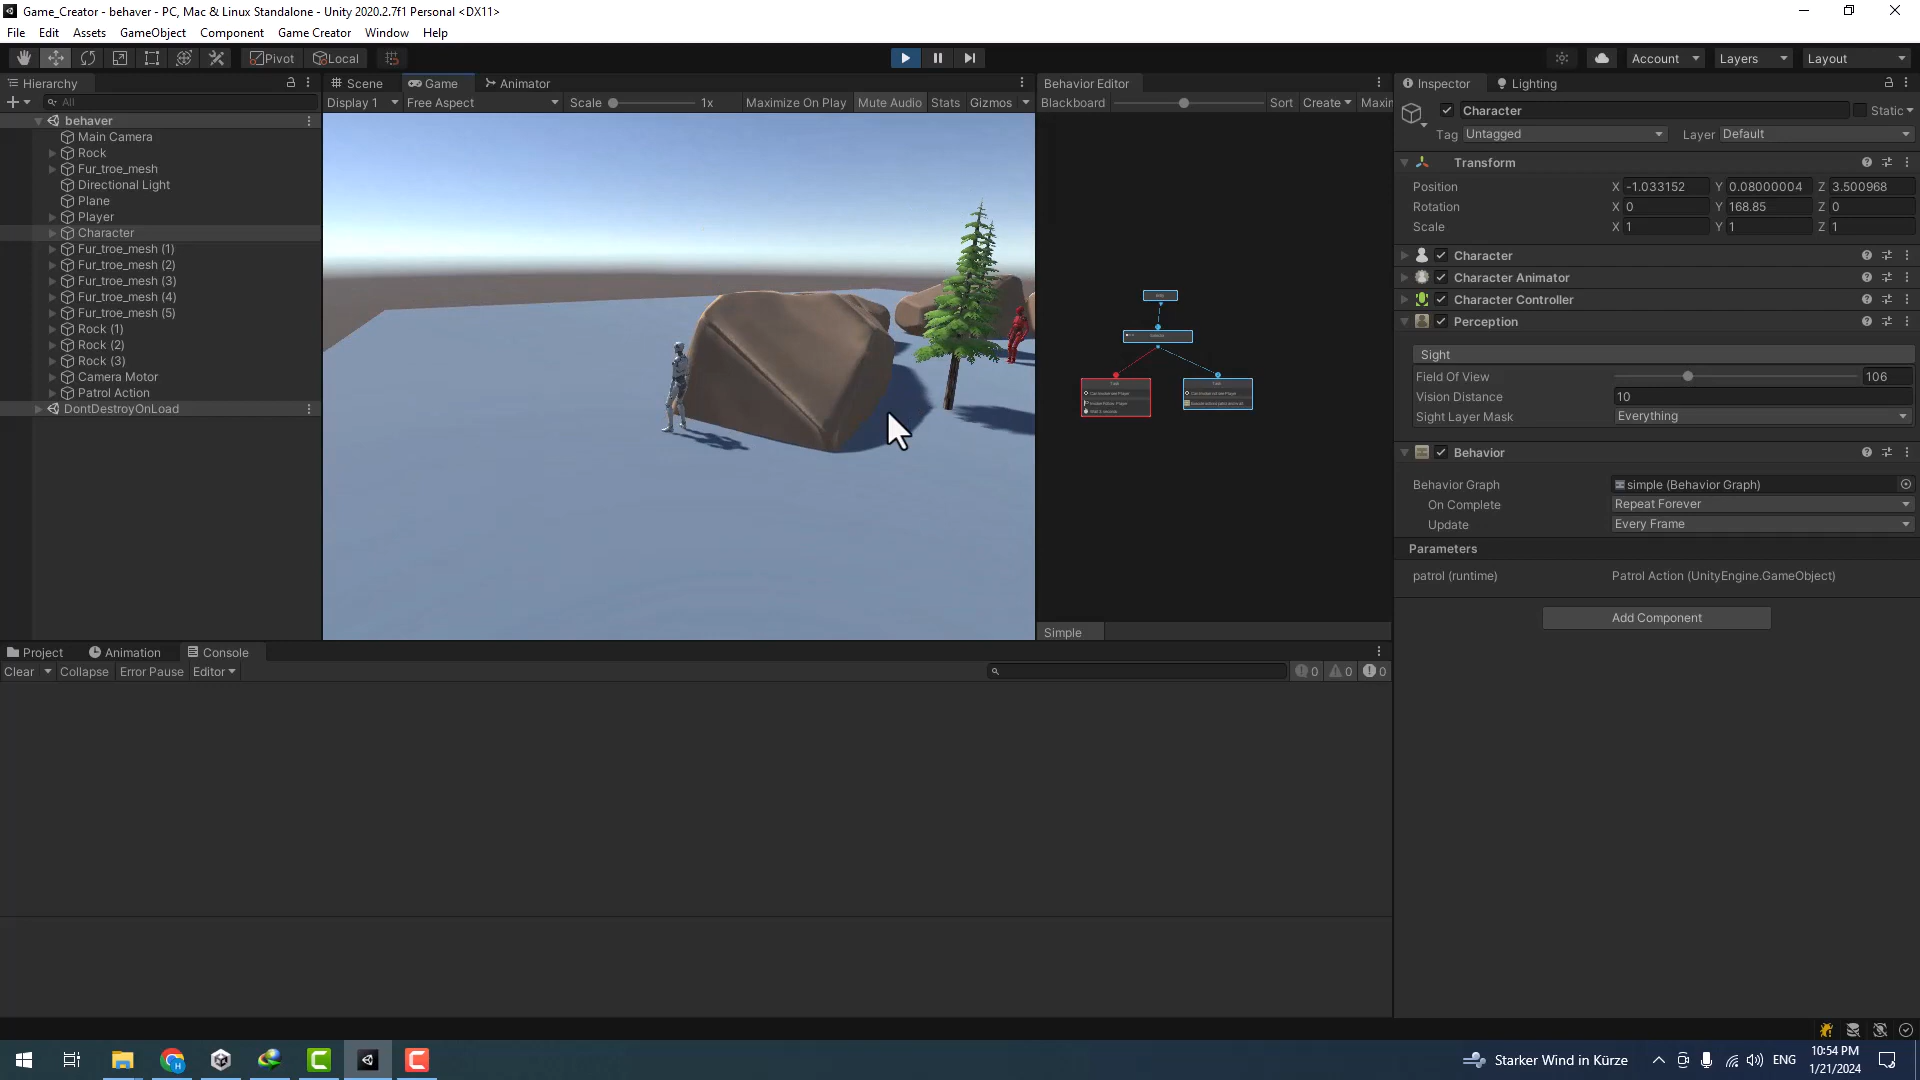 Game_Creator - behaver - PC, Mac & Linux Standalone - Unity 2020.2.7f1 Personal <DX11>
File Edit Assets GameObject Component Game Creator Window Help
Pivot Local Account Layers Layout
Hierarchy
All
behaver
Main Camera
Rock
Fur_troe_mesh
Directional Light
Plane
Player
Character
Fur_troe_mesh (1)
Fur_troe_mesh (2)
Fur_troe_mesh (3)
Fur_troe_mesh (4)
Fur_troe_mesh (5)
Rock (1)
Rock (2)
Rock (3)
Camera Motor
Patrol Action
DontDestroyOnLoad
Scene Game Animator
Display 1 Free Aspect Scale 1x Maximize On Play Mute Audio Stats Gizmos
Behavior Editor
Blackboard Sort Create Maxin
Simple
Inspector Lighting
Character Static
Tag Untagged Layer Default
Transform
Position X -1.033152 Y 0.08000004 Z 3.500968
Rotation X 0 Y 168.85 Z 0
Scale X 1 Y 1 Z 1
Character
Character Animator
Character Controller
Perception
Sight
Field Of View 106
Vision Distance 10
Sight Layer Mask Everything
Behavior
Behavior Graph simple (Behavior Graph)
On Complete Repeat Forever
Update Every Frame
Parameters
patrol (runtime) Patrol Action (UnityEngine.GameObject)
Add Component
Project Animation Console
Clear Collapse Error Pause Editor 0 0 0
Starker Wind in Kürze ENG 10:54 PM
1/21/2024